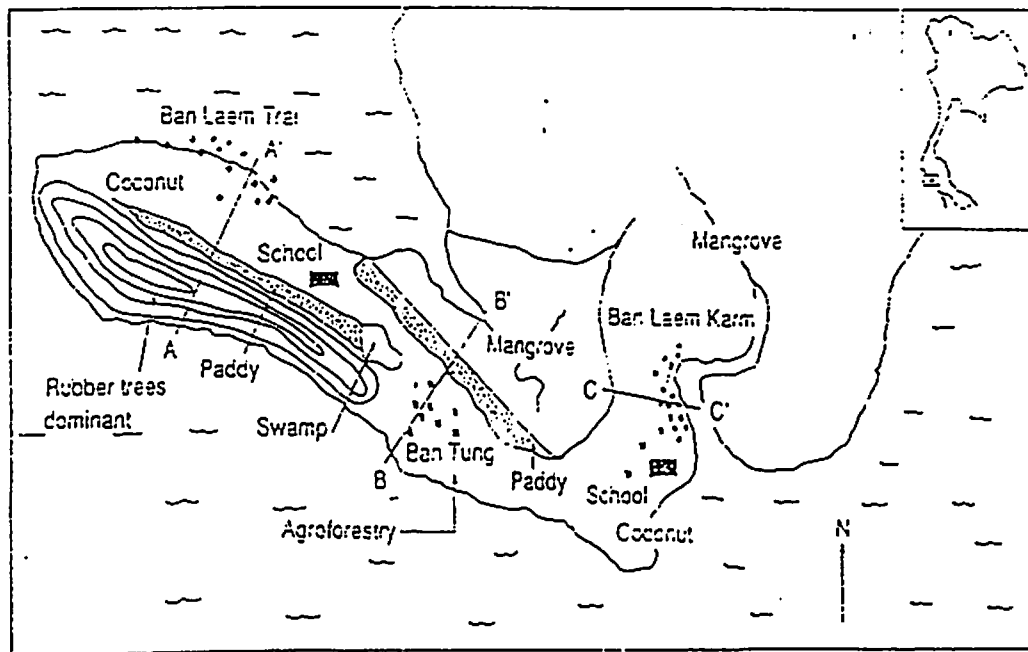 Ban Laem Trai
A'
Coconut
School
Mangrove
B'
Mangrove
Ban Laem Karm
A
Paddy
Rubber trees
dominant
Swamp
C
C'
Ban Tung
B
Paddy
School
Agroforestry
Coconut
N